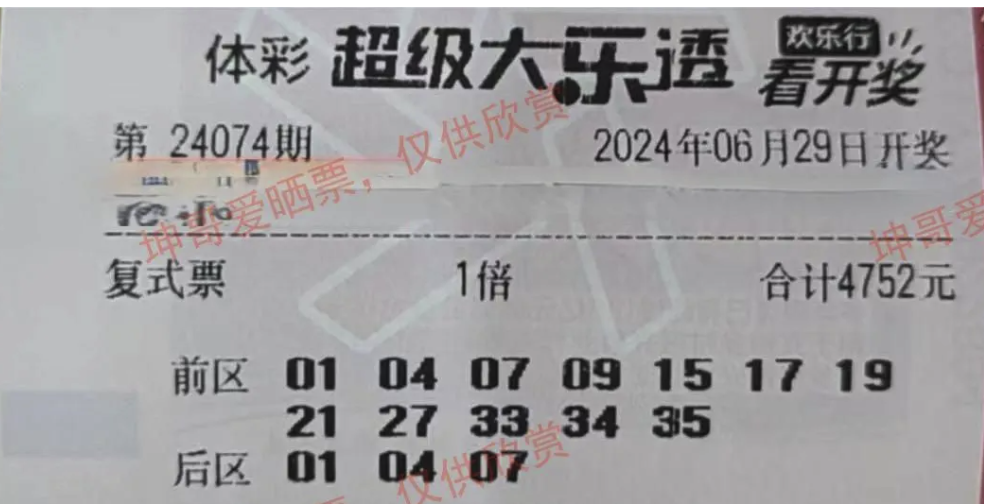 体彩 超级大乐透 欢乐行
看开奖
第 24074期 2024年06月29日开奖
坤哥爱晒票，仅供欣赏
坤哥爱
复式票 1倍 合计4752元
前区 01 04 07 09 15 17 19
21 27 33 34 35
后区 01 04 07
仅供欣赏